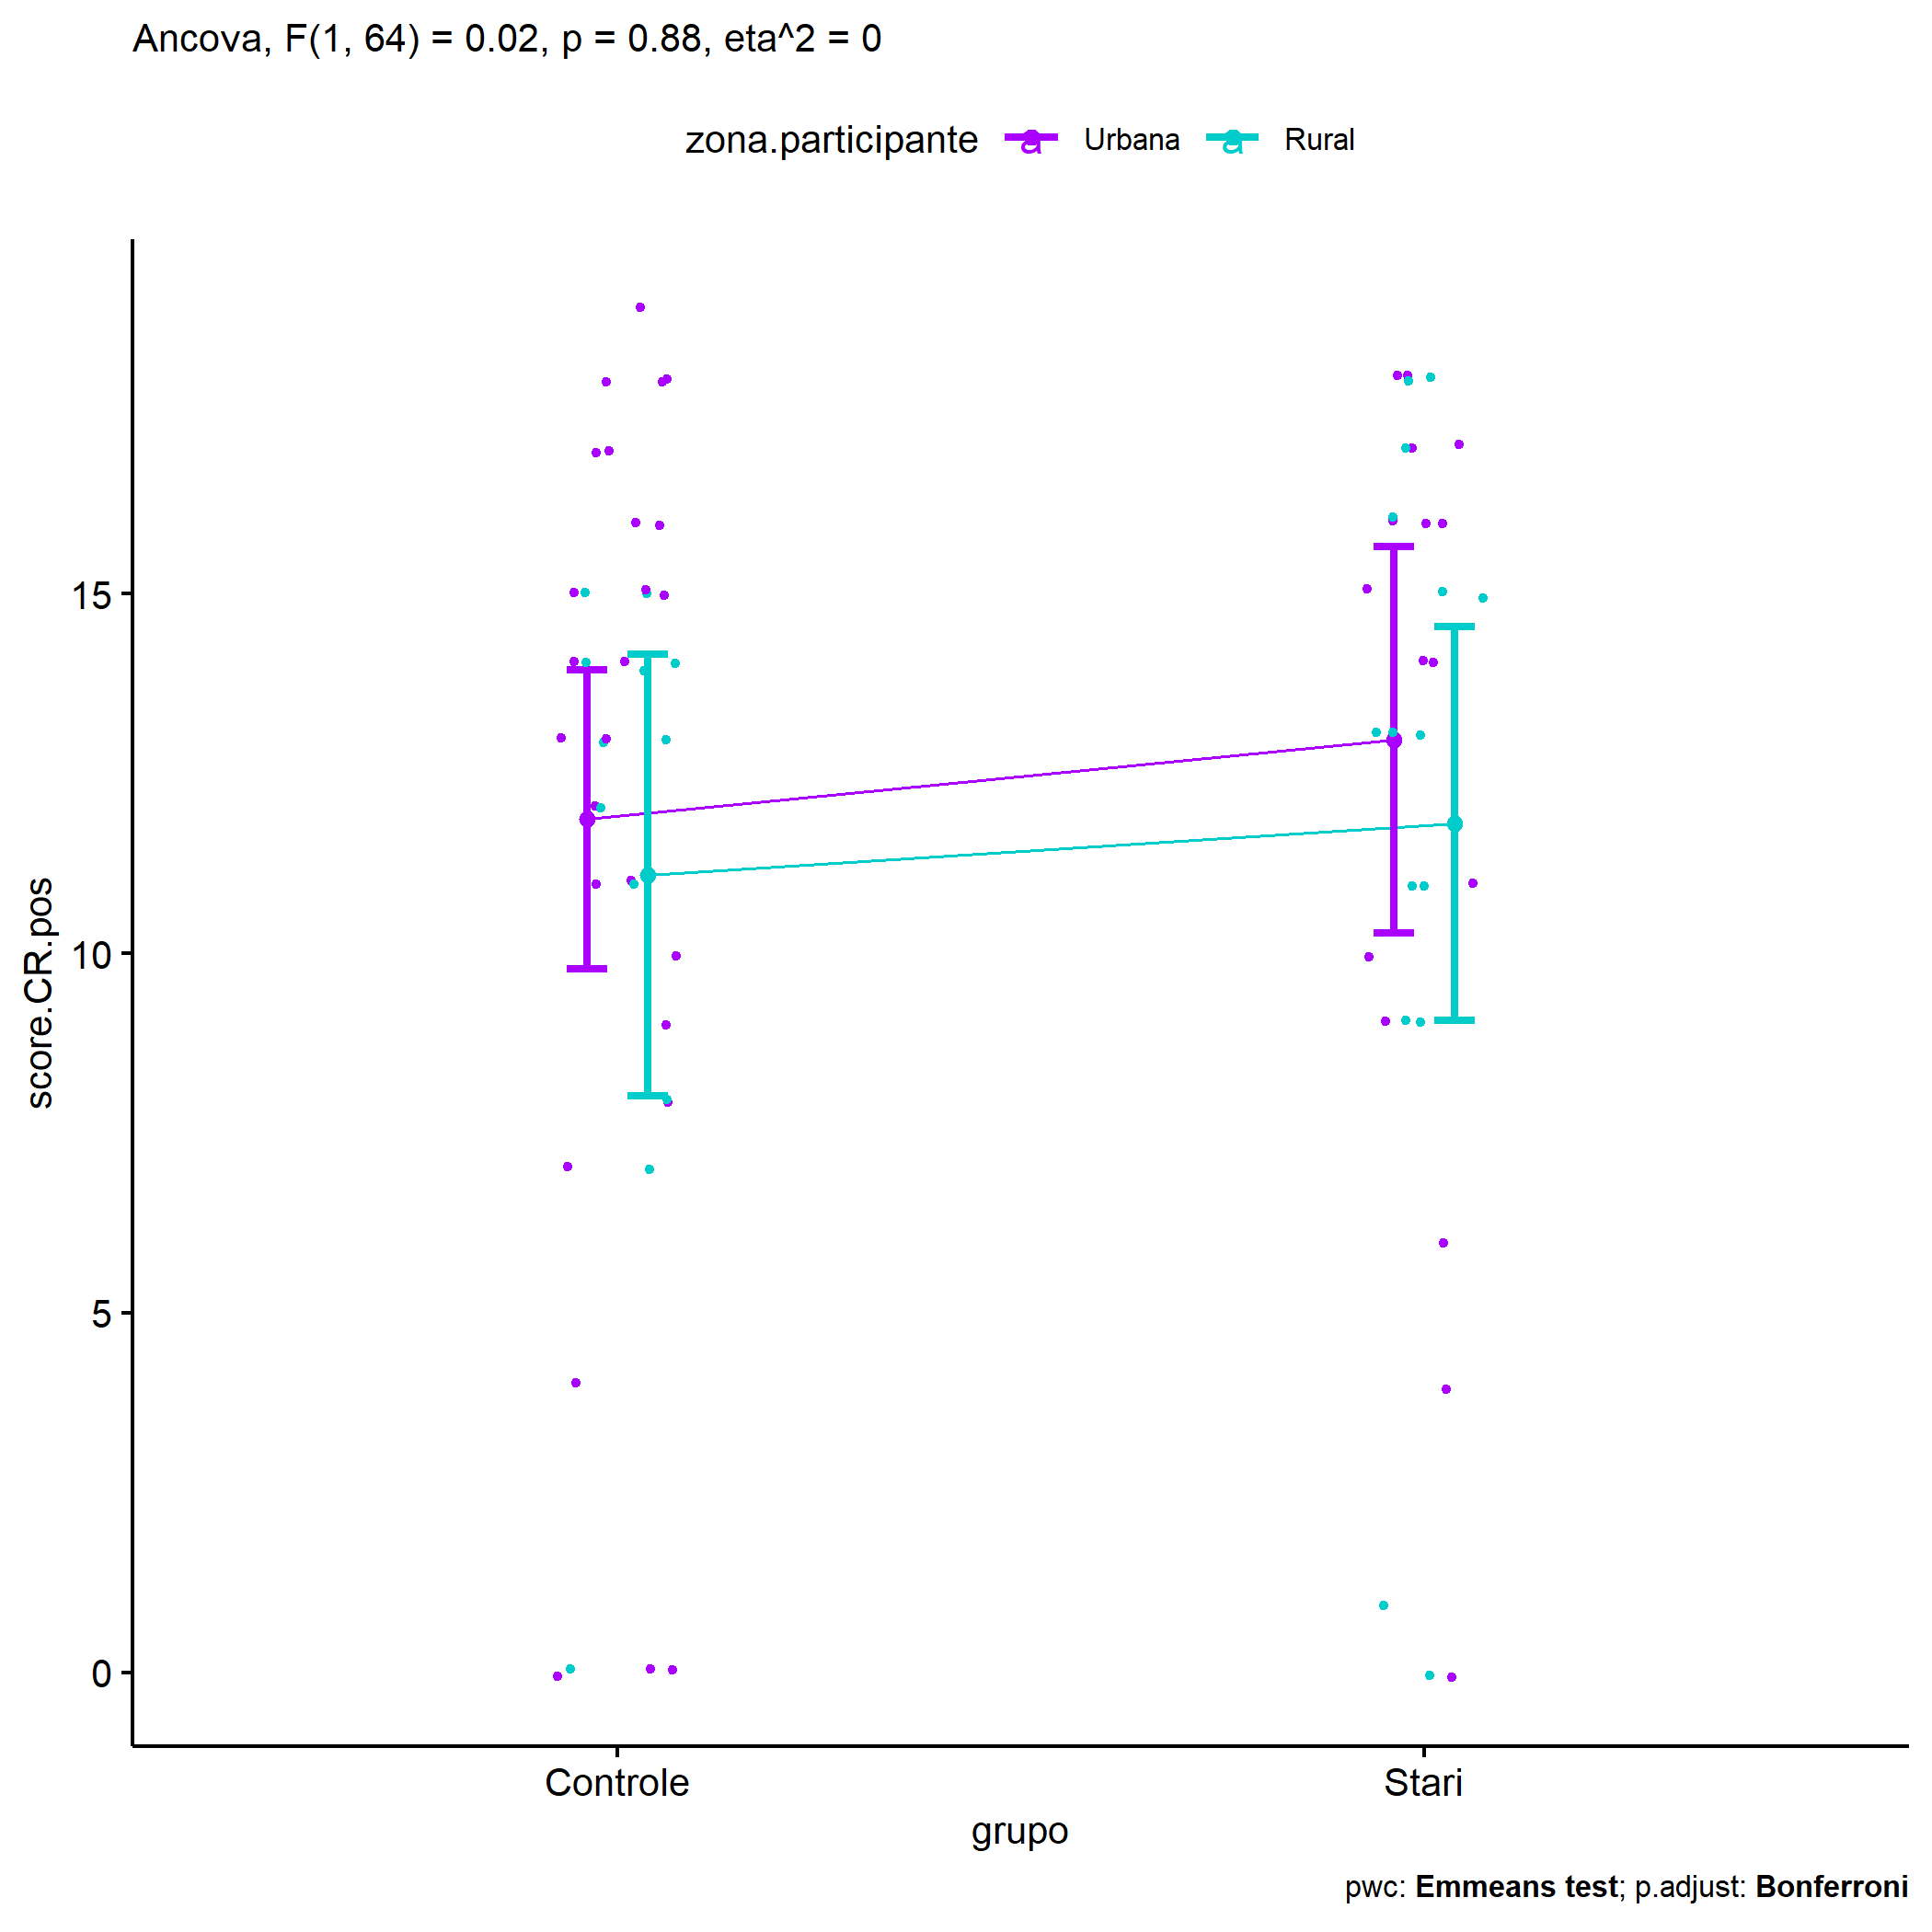 Ancova, F(1, 64) = 0.02, p = 0.88, eta^2 = 0
zona.participante a Urbana a Rural
score.CR.pos
15
10
5
0
Controle Stari
grupo
pwc: Emmeans test; p.adjust: Bonferroni